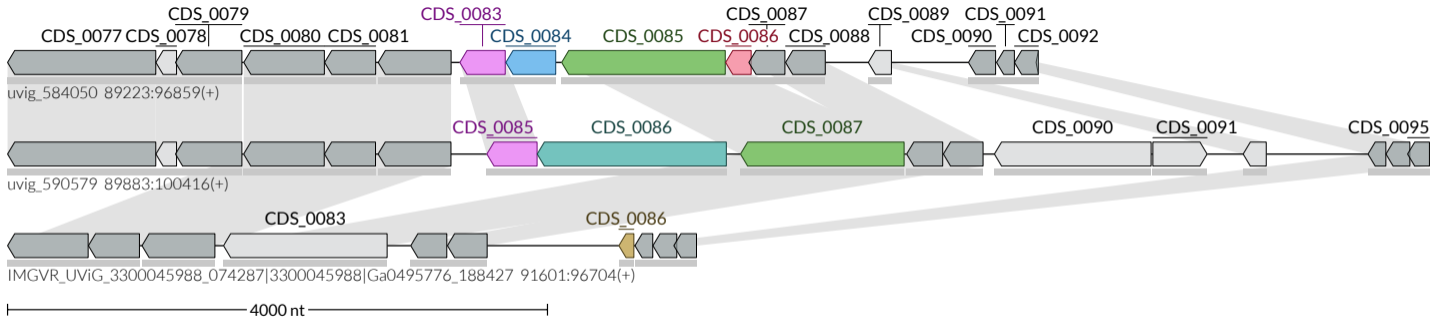 CDS_0079 CDS_0083 CDS_0087 CDS_0089 CDS_0091
CDS_0077 CDS_0078 CDS_0080 CDS_0081 CDS_0084 CDS_0085 CDS_0086 CDS_0088 CDS_0090 CDS_0092
uvig_584050 89223:96859(+)
CDS_0085 CDS_0086 CDS_0087 CDS_0090 CDS_0091 CDS_0095
uvig_590579 89883:100416(+)
CDS_0083 CDS_0086
IMGVR_UViG_3300045988_074287|3300045988|Ga0495776_188427 91601:96704(+)
4000 nt